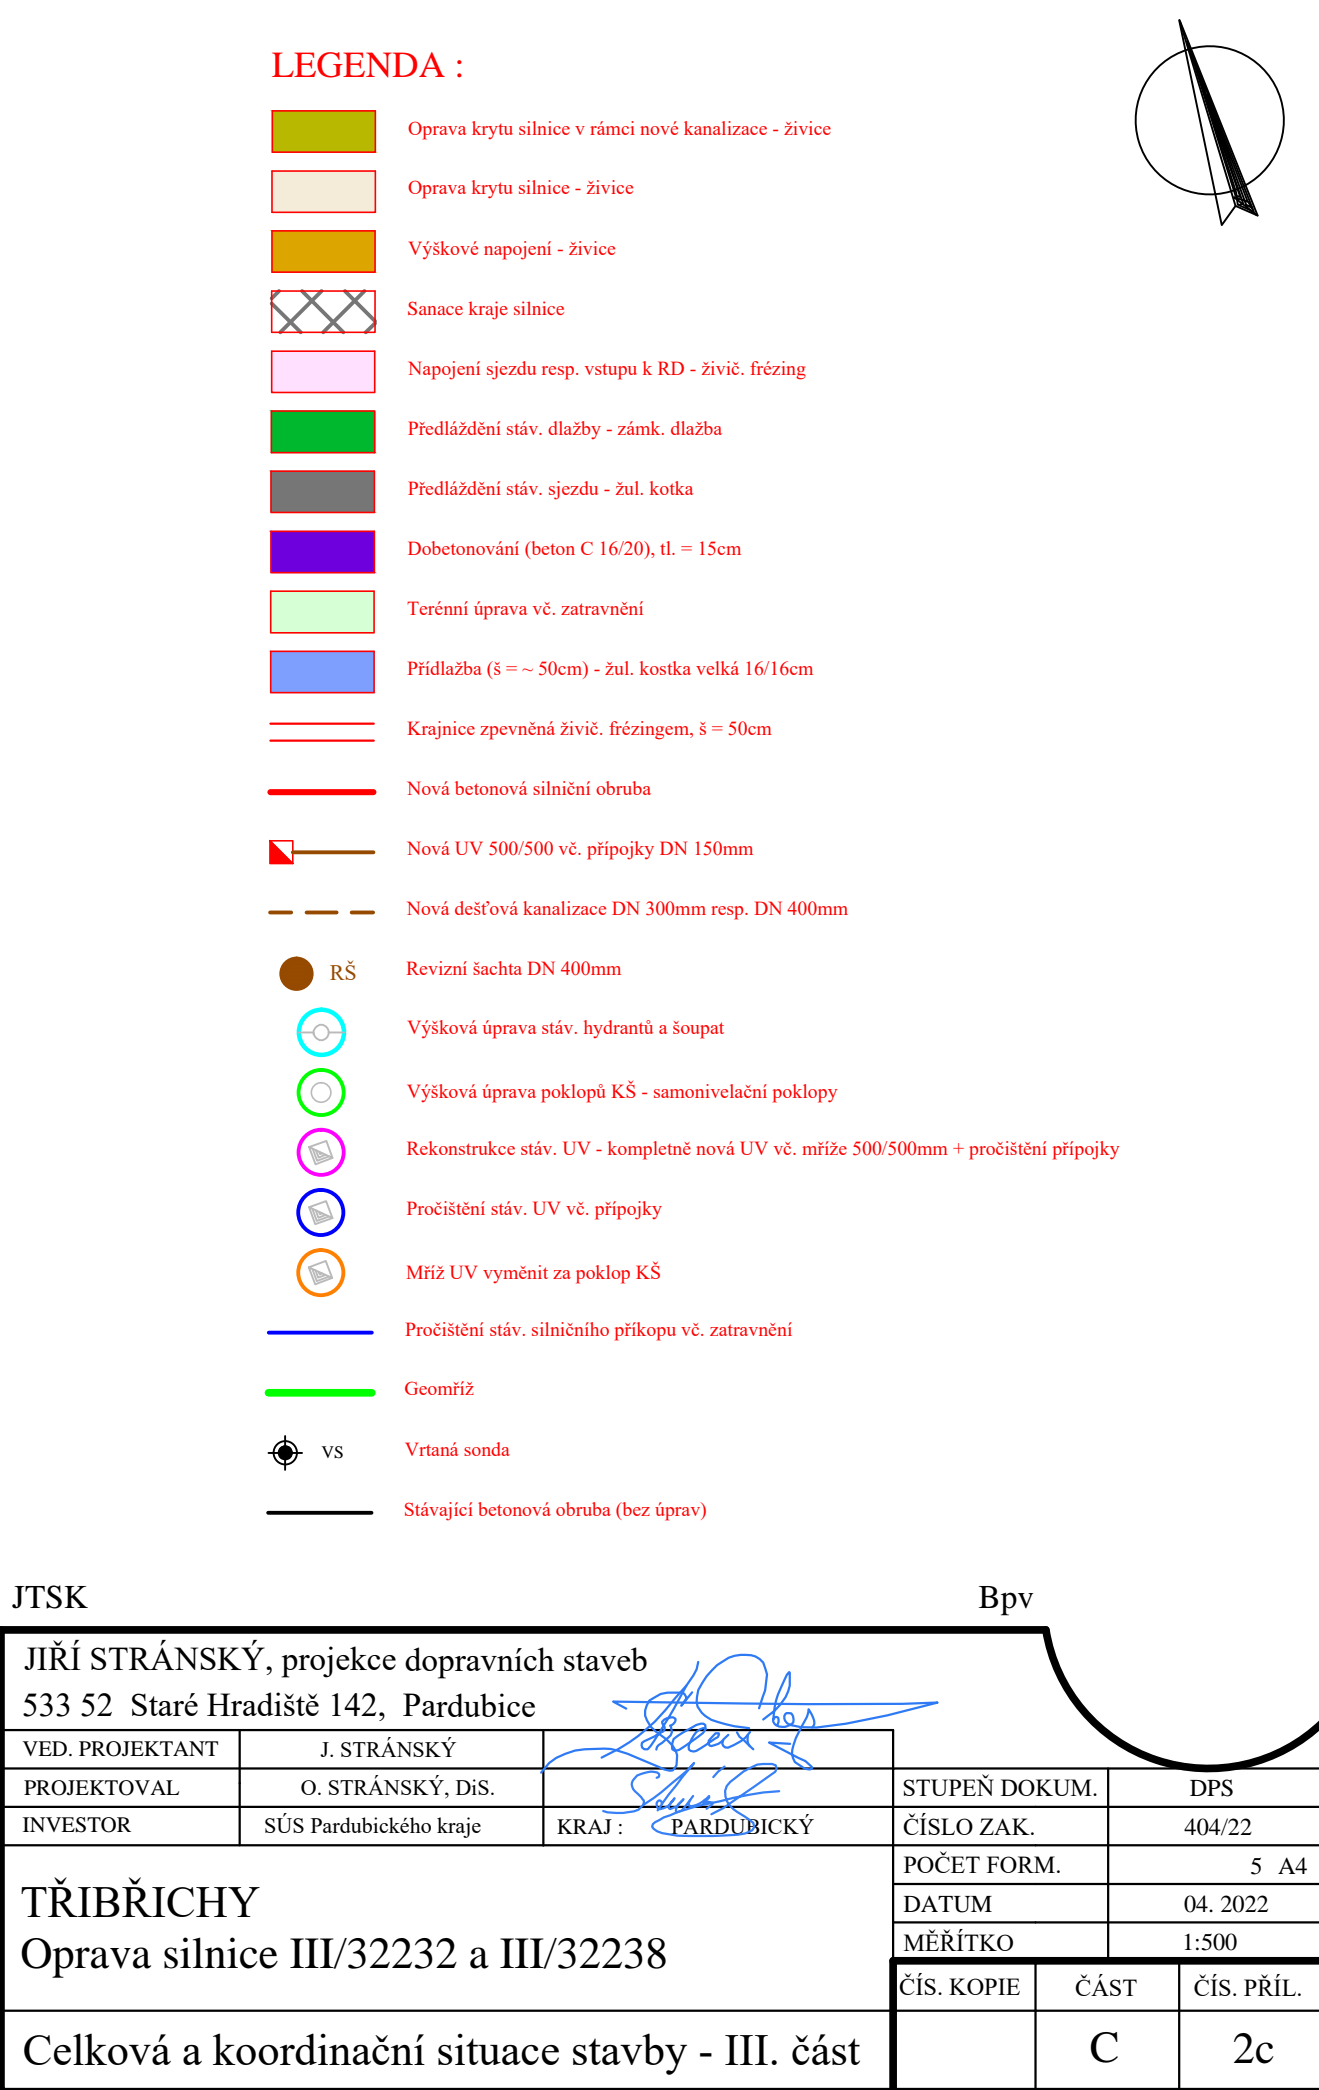 LEGENDA :
Oprava krytu silnice v rámci nové kanalizace - živice
Oprava krytu silnice - živice
Výškové napojení - živice
Sanace kraje silnice
Napojení sjezdu resp. vstupu k RD - živič. frézing
Předláždění stáv. dlažby - zámk. dlažba
Předláždění stáv. sjezdu - žul. kotka
Dobetonování (beton C 16/20), tl. = 15cm
Terénní úprava vč. zatravnění
Přídlažba (š = ~ 50cm) - žul. kostka velká 16/16cm
Krajnice zpevněná živič. frézingem, š = 50cm
Nová betonová silniční obruba
Nová UV 500/500 vč. přípojky DN 150mm
Nová dešťová kanalizace DN 300mm resp. DN 400mm
RŠ Revizní šachta DN 400mm
Výšková úprava stáv. hydrantů a šoupat
Výšková úprava poklopů KŠ - samonivelační poklopy
Rekonstrukce stáv. UV - kompletně nová UV vč. mříže 500/500mm + pročištění přípojky
Pročištění stáv. UV vč. přípojky
Mříž UV vyměnit za poklop KŠ
Pročištění stáv. silničního příkopu vč. zatravnění
Geomříž
VS Vrtaná sonda
Stávající betonová obruba (bez úprav)
JTSK Bpv
JIŘÍ STRÁNSKÝ, projekce dopravních staveb
533 52 Staré Hradiště 142, Pardubice
VED. PROJEKTANT J. STRÁNSKÝ
PROJEKTOVAL O. STRÁNSKÝ, DiS. STUPEŇ DOKUM. DPS
INVESTOR SÚS Pardubického kraje KRAJ : PARDUBICKÝ ČÍSLO ZAK. 404/22
POČET FORM. 5 A4
TŘIBŘICHY DATUM 04. 2022
Oprava silnice III/32232 a III/32238 MĚŘÍTKO 1:500
ČÍS. KOPIE ČÁST ČÍS. PŘÍL.
Celková a koordinační situace stavby - III. část C 2c